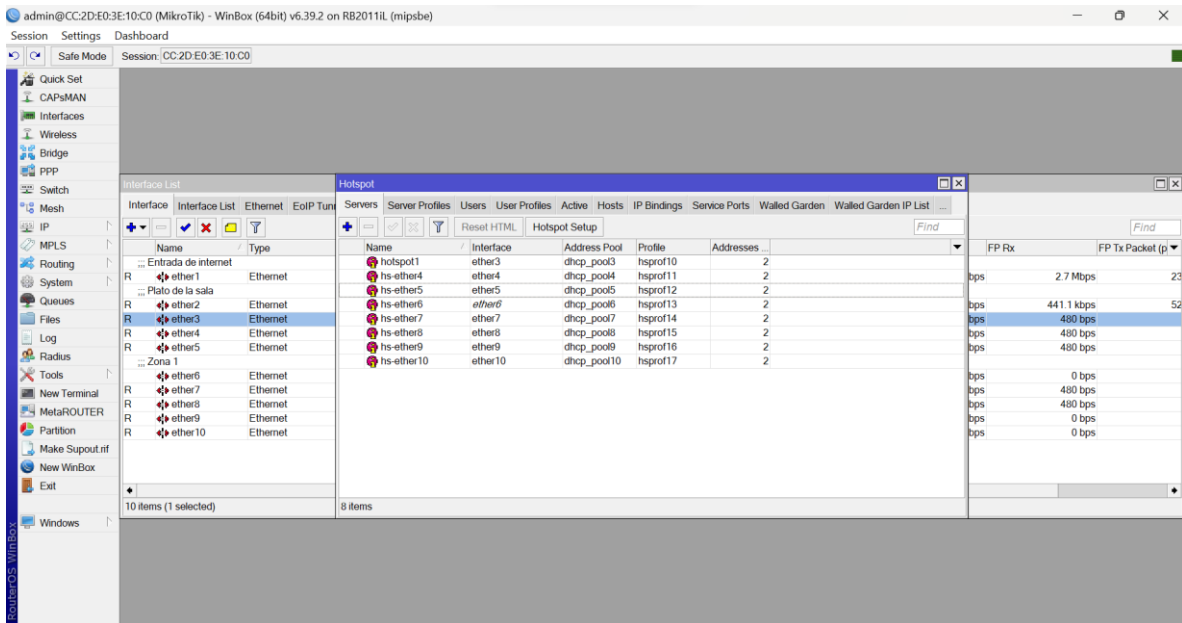 admin@CC:2D:E0:3E:10:C0 (MikroTik) - WinBox (64bit) v6.39.2 on RB2011iL (mipsbe)
Session Settings Dashboard
Safe Mode Session: CC:2D:E0:3E:10:C0
Quick Set
CAPsMAN
Interfaces
Wireless
Bridge
PPP
Switch
Mesh
IP
MPLS
Routing
System
Queues
Files
Log
Radius
Tools
New Terminal
MetaROUTER
Partition
Make Supout.rif
New WinBox
Exit
Windows
RouterOS WinBox
Interface List
Interface Interface List Ethernet EoIP Tun
Name Type
;;; Entrada de internet
R ether1 Ethernet
;;; Plato de la sala
R ether2 Ethernet
R ether3 Ethernet
R ether4 Ethernet
R ether5 Ethernet
;;; Zona 1
ether6 Ethernet
R ether7 Ethernet
R ether8 Ethernet
R ether9 Ethernet
R ether10 Ethernet
10 items (1 selected)
Hotspot
Servers Server Profiles Users User Profiles Active Hosts IP Bindings Service Ports Walled Garden Walled Garden IP List ...
Reset HTML Hotspot Setup Find
Name Interface Address Pool Profile Addresses ...
hotspot1 ether3 dhcp_pool3 hsprof10 2
hs-ether4 ether4 dhcp_pool4 hsprof11 2
hs-ether5 ether5 dhcp_pool5 hsprof12 2
hs-ether6 ether6 dhcp_pool6 hsprof13 2
hs-ether7 ether7 dhcp_pool7 hsprof14 2
hs-ether8 ether8 dhcp_pool8 hsprof15 2
hs-ether9 ether9 dhcp_pool9 hsprof16 2
hs-ether10 ether10 dhcp_pool10 hsprof17 2
8 items
Find
FP Rx FP Tx Packet (p
bps 2.7 Mbps 23
bps 441.1 kbps 52
bps 480 bps
bps 480 bps
bps 480 bps
bps 0 bps
bps 480 bps
bps 480 bps
bps 0 bps
bps 0 bps